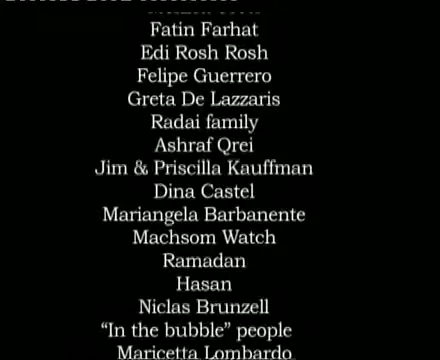 Fatin Farhat
Edi Rosh Rosh
Felipe Guerrero
Greta De Lazzaris
Radai family
Ashraf Qrei
Jim & Priscilla Kauffman
Dina Castel
Mariangela Barbanente
Machsom Watch
Ramadan
Hasan
Niclas Brunzell
“In the bubble” people
Maricetta Lombardo